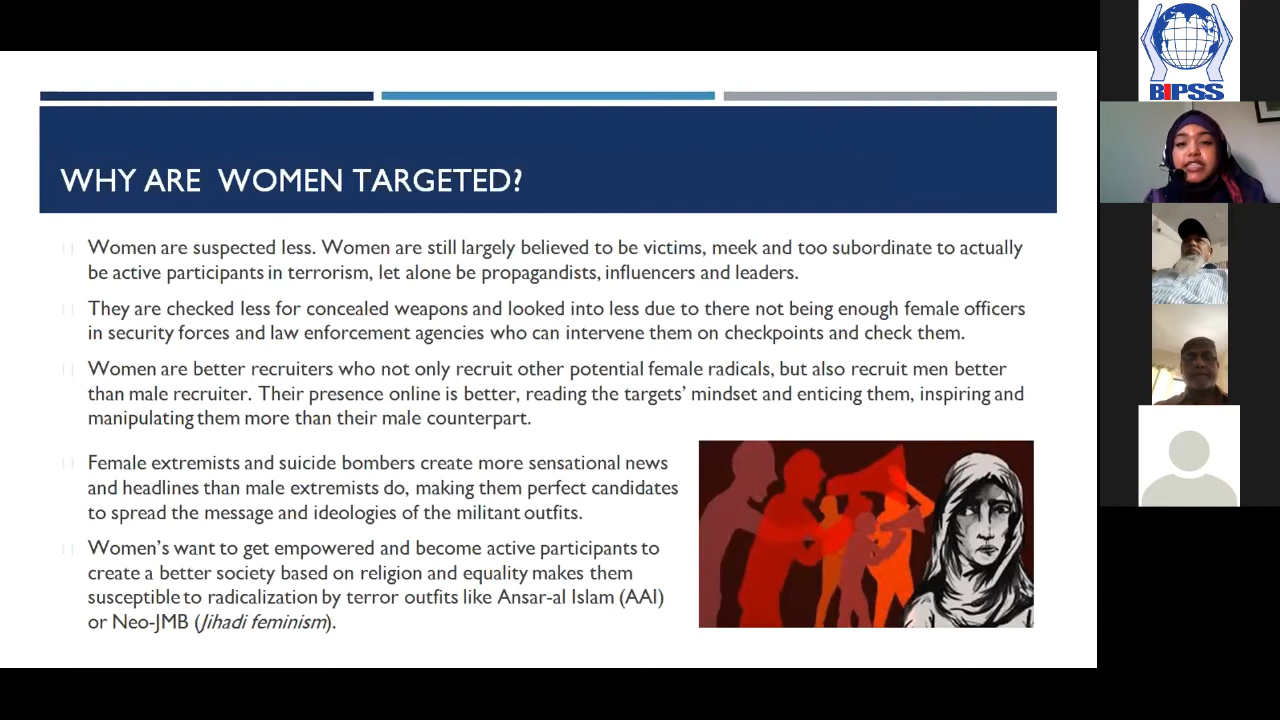 WHY ARE WOMEN TARGETED?
Women are suspected less. Women are still largely believed to be victims, meek and too subordinate to actually
be active participants in terrorism, let alone be propagandists, influencers and leaders.
They are checked less for concealed weapons and looked into less due to there not being enough female officers
in security forces and law enforcement agencies who can intervene them on checkpoints and check them.
Women are better recruiters who not only recruit other potential female radicals, but also recruit men better
than male recruiter. Their presence online is better, reading the targets' mindset and enticing them, inspiring and
manipulating them more than their male counterpart.
Female extremists and suicide bombers create more sensational news
and headlines than male extremists do, making them perfect candidates
to spread the message and ideologies of the militant outfits.
Women's want to get empowered and become active participants to
create a better society based on religion and equality makes them
susceptible to radicalization by terror outfits like Ansar-al Islam (AAI)
or Neo-JMB (Jihadi feminism).
BIPSS